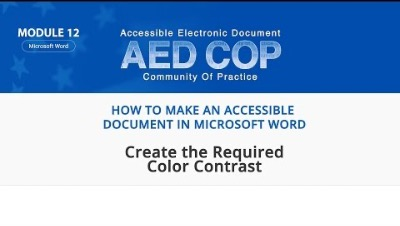 MODULE 12
Microsoft Word
Accessible Electronic Document
AED COP
Community Of Practice
HOW TO MAKE AN ACCESSIBLE
DOCUMENT IN MICROSOFT WORD
Create the Required
Color Contrast